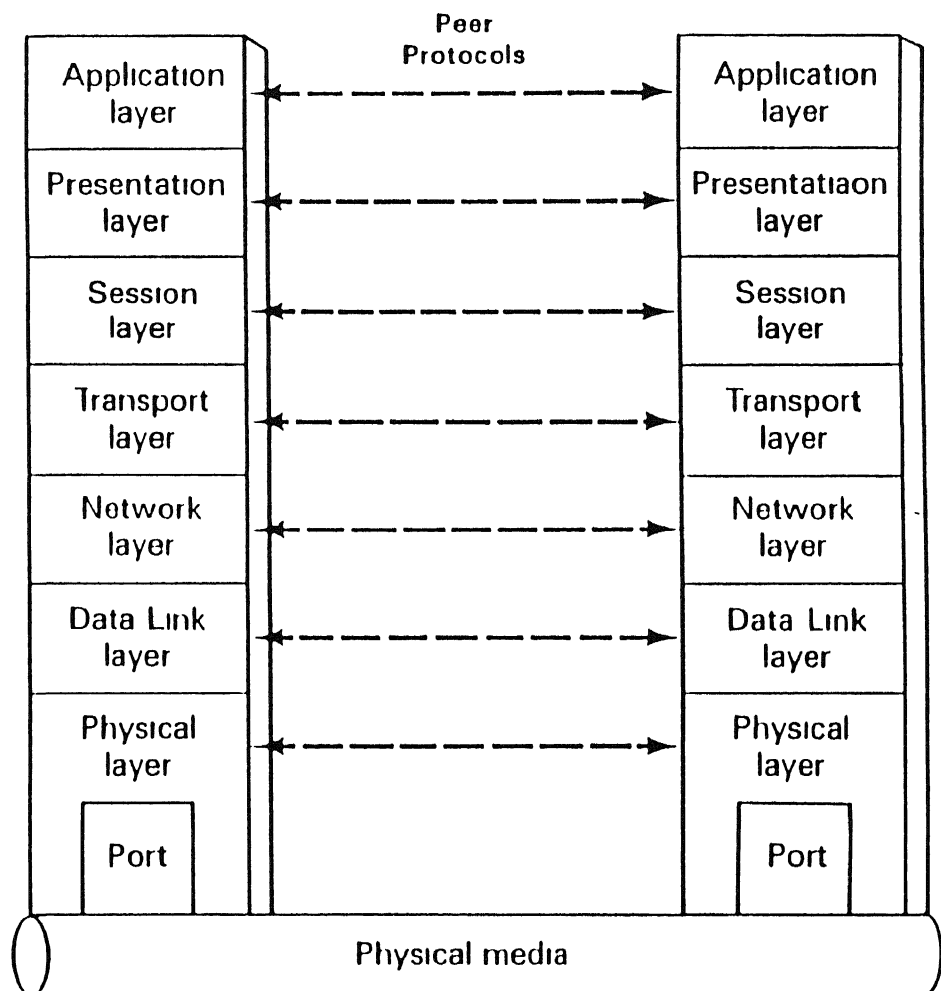 Peer
Protocols
Application
layer
Application
layer
Presentation
layer
Presentatiaon
layer
Session
layer
Session
layer
Transport
layer
Transport
layer
Network
layer
Network
layer
Data Link
layer
Data Link
layer
Physical
layer
Physical
layer
Port
Port
Physical media